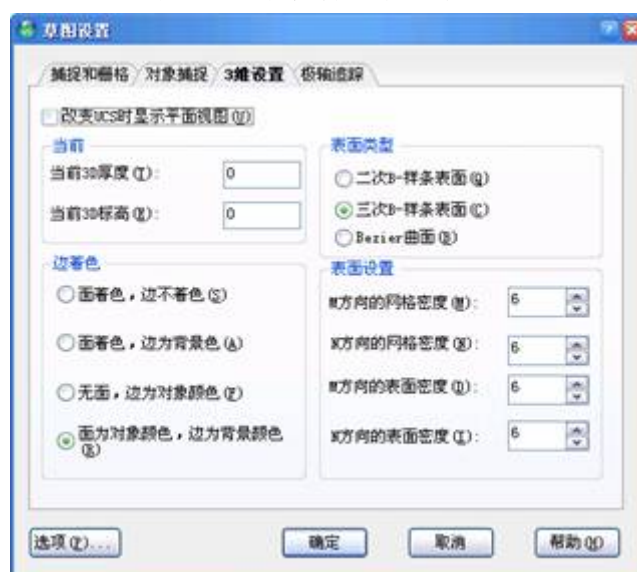 草图设置
捕捉和栅格 对象捕捉 3维设置 极轴追踪
改变UCS时显示平面视图(U)
当前
当前3D厚度(T): 0
当前3D标高(E): 0
表面类型
二次B-样条表面(Q)
三次B-样条表面(C)
Bezier曲面(B)
边着色
面着色，边不着色(S)
面着色，边为背景色(A)
无面，边为对象颜色(F)
面为对象颜色，边为背景颜色
(R)
表面设置
M方向的网格密度(M): 6
N方向的网格密度(N): 6
M方向的表面密度(D): 6
N方向的表面密度(I): 6
选项(P)... 确定 取消 帮助(H)